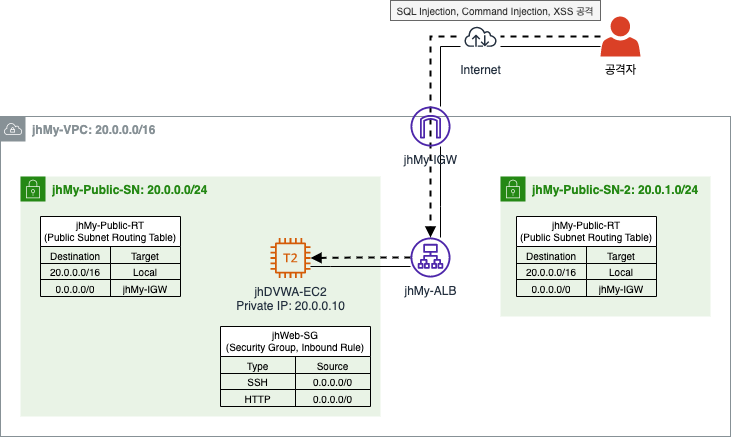 SQL Injection, Command Injection, XSS 공격
Internet
공격자
jhMy-VPC: 20.0.0.0/16
jhMy-IGW
jhMy-Public-SN: 20.0.0.0/24
jhMy-Public-RT
(Public Subnet Routing Table)
Destination Target
20.0.0.0/16 Local
0.0.0.0/0 jhMy-IGW
T2
jhDVWA-EC2
Private IP: 20.0.0.10
jhMy-ALB
jhWeb-SG
(Security Group, Inbound Rule)
Type Source
SSH 0.0.0.0/0
HTTP 0.0.0.0/0
jhMy-Public-SN-2: 20.0.1.0/24
jhMy-Public-RT
(Public Subnet Routing Table)
Destination Target
20.0.0.0/16 Local
0.0.0.0/0 jhMy-IGW